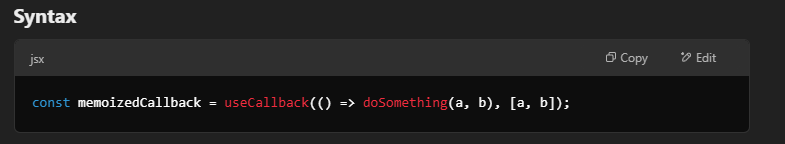 Syntax
jsx
Copy
Edit
const memoizedCallback = useCallback(() => doSomething(a, b), [a, b]);